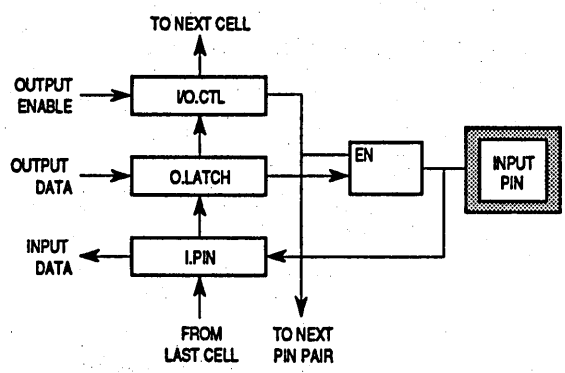 TO NEXT CELL
OUTPUT
ENABLE
I/O.CTL
OUTPUT
DATA
O.LATCH
EN
INPUT
PIN
INPUT
DATA
I.PIN
FROM
LAST CELL
TO NEXT
PIN PAIR